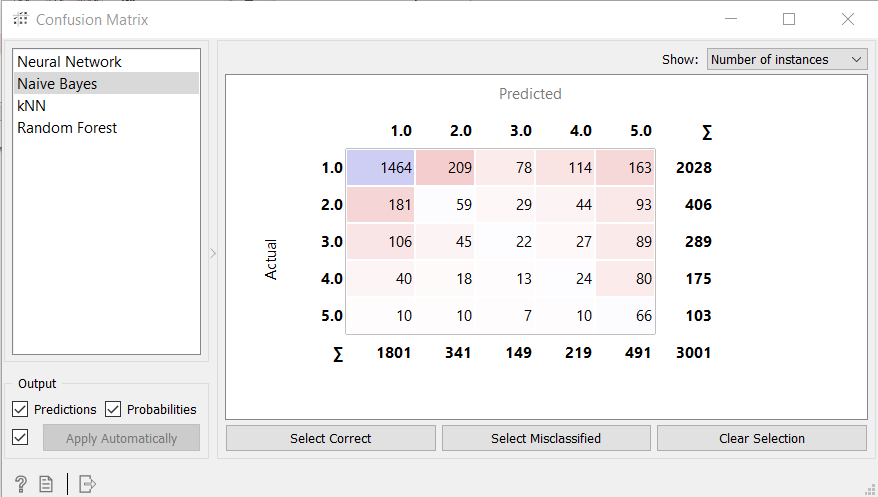 Confusion Matrix
Neural Network
Naive Bayes
kNN
Random Forest
Output
Predictions Probabilities
Apply Automatically
Show: Number of instances
Predicted
1.0 2.0 3.0 4.0 5.0 ∑
Actual
1.0 1464 209 78 114 163 2028
2.0 181 59 29 44 93 406
3.0 106 45 22 27 89 289
4.0 40 18 13 24 80 175
5.0 10 10 7 10 66 103
∑ 1801 341 149 219 491 3001
Select Correct Select Misclassified Clear Selection
?